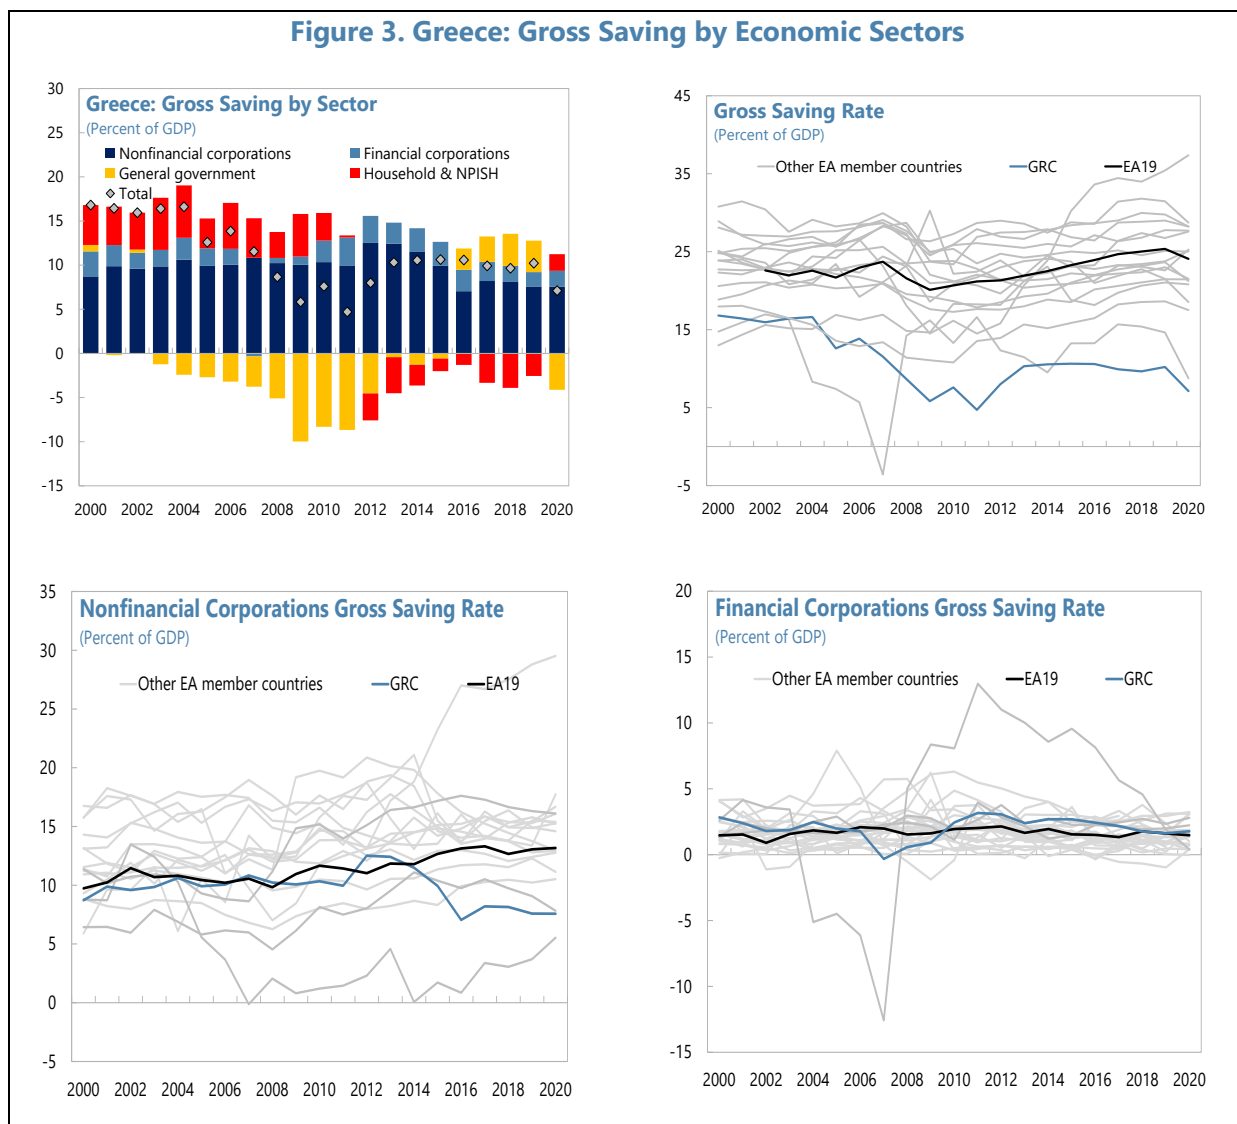 Figure 3. Greece: Gross Saving by Economic Sectors
Greece: Gross Saving by Sector
(Percent of GDP)
Nonfinancial corporations
Financial corporations
General government
Household & NPISH
Total
30
25
20
15
10
5
0
-5
-10
-15
2000 2002 2004 2006 2008 2010 2012 2014 2016 2018 2020
Gross Saving Rate
(Percent of GDP)
Other EA member countries
GRC
EA19
45
35
25
15
5
-5
2000 2002 2004 2006 2008 2010 2012 2014 2016 2018 2020
Nonfinancial Corporations Gross Saving Rate
(Percent of GDP)
Other EA member countries
GRC
EA19
35
30
25
20
15
10
5
0
-5
2000 2002 2004 2006 2008 2010 2012 2014 2016 2018 2020
Financial Corporations Gross Saving Rate
(Percent of GDP)
Other EA member countries
EA19
GRC
20
15
10
5
0
-5
-10
-15
2000 2002 2004 2006 2008 2010 2012 2014 2016 2018 2020